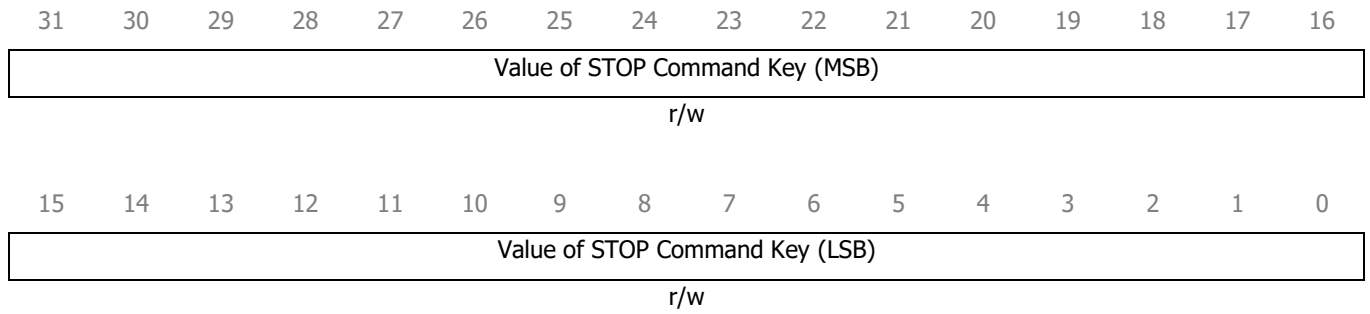 31 30 29 28 27 26 25 24 23 22 21 20 19 18 17 16
Value of STOP Command Key (MSB)
r/w
15 14 13 12 11 10 9 8 7 6 5 4 3 2 1 0
Value of STOP Command Key (LSB)
r/w